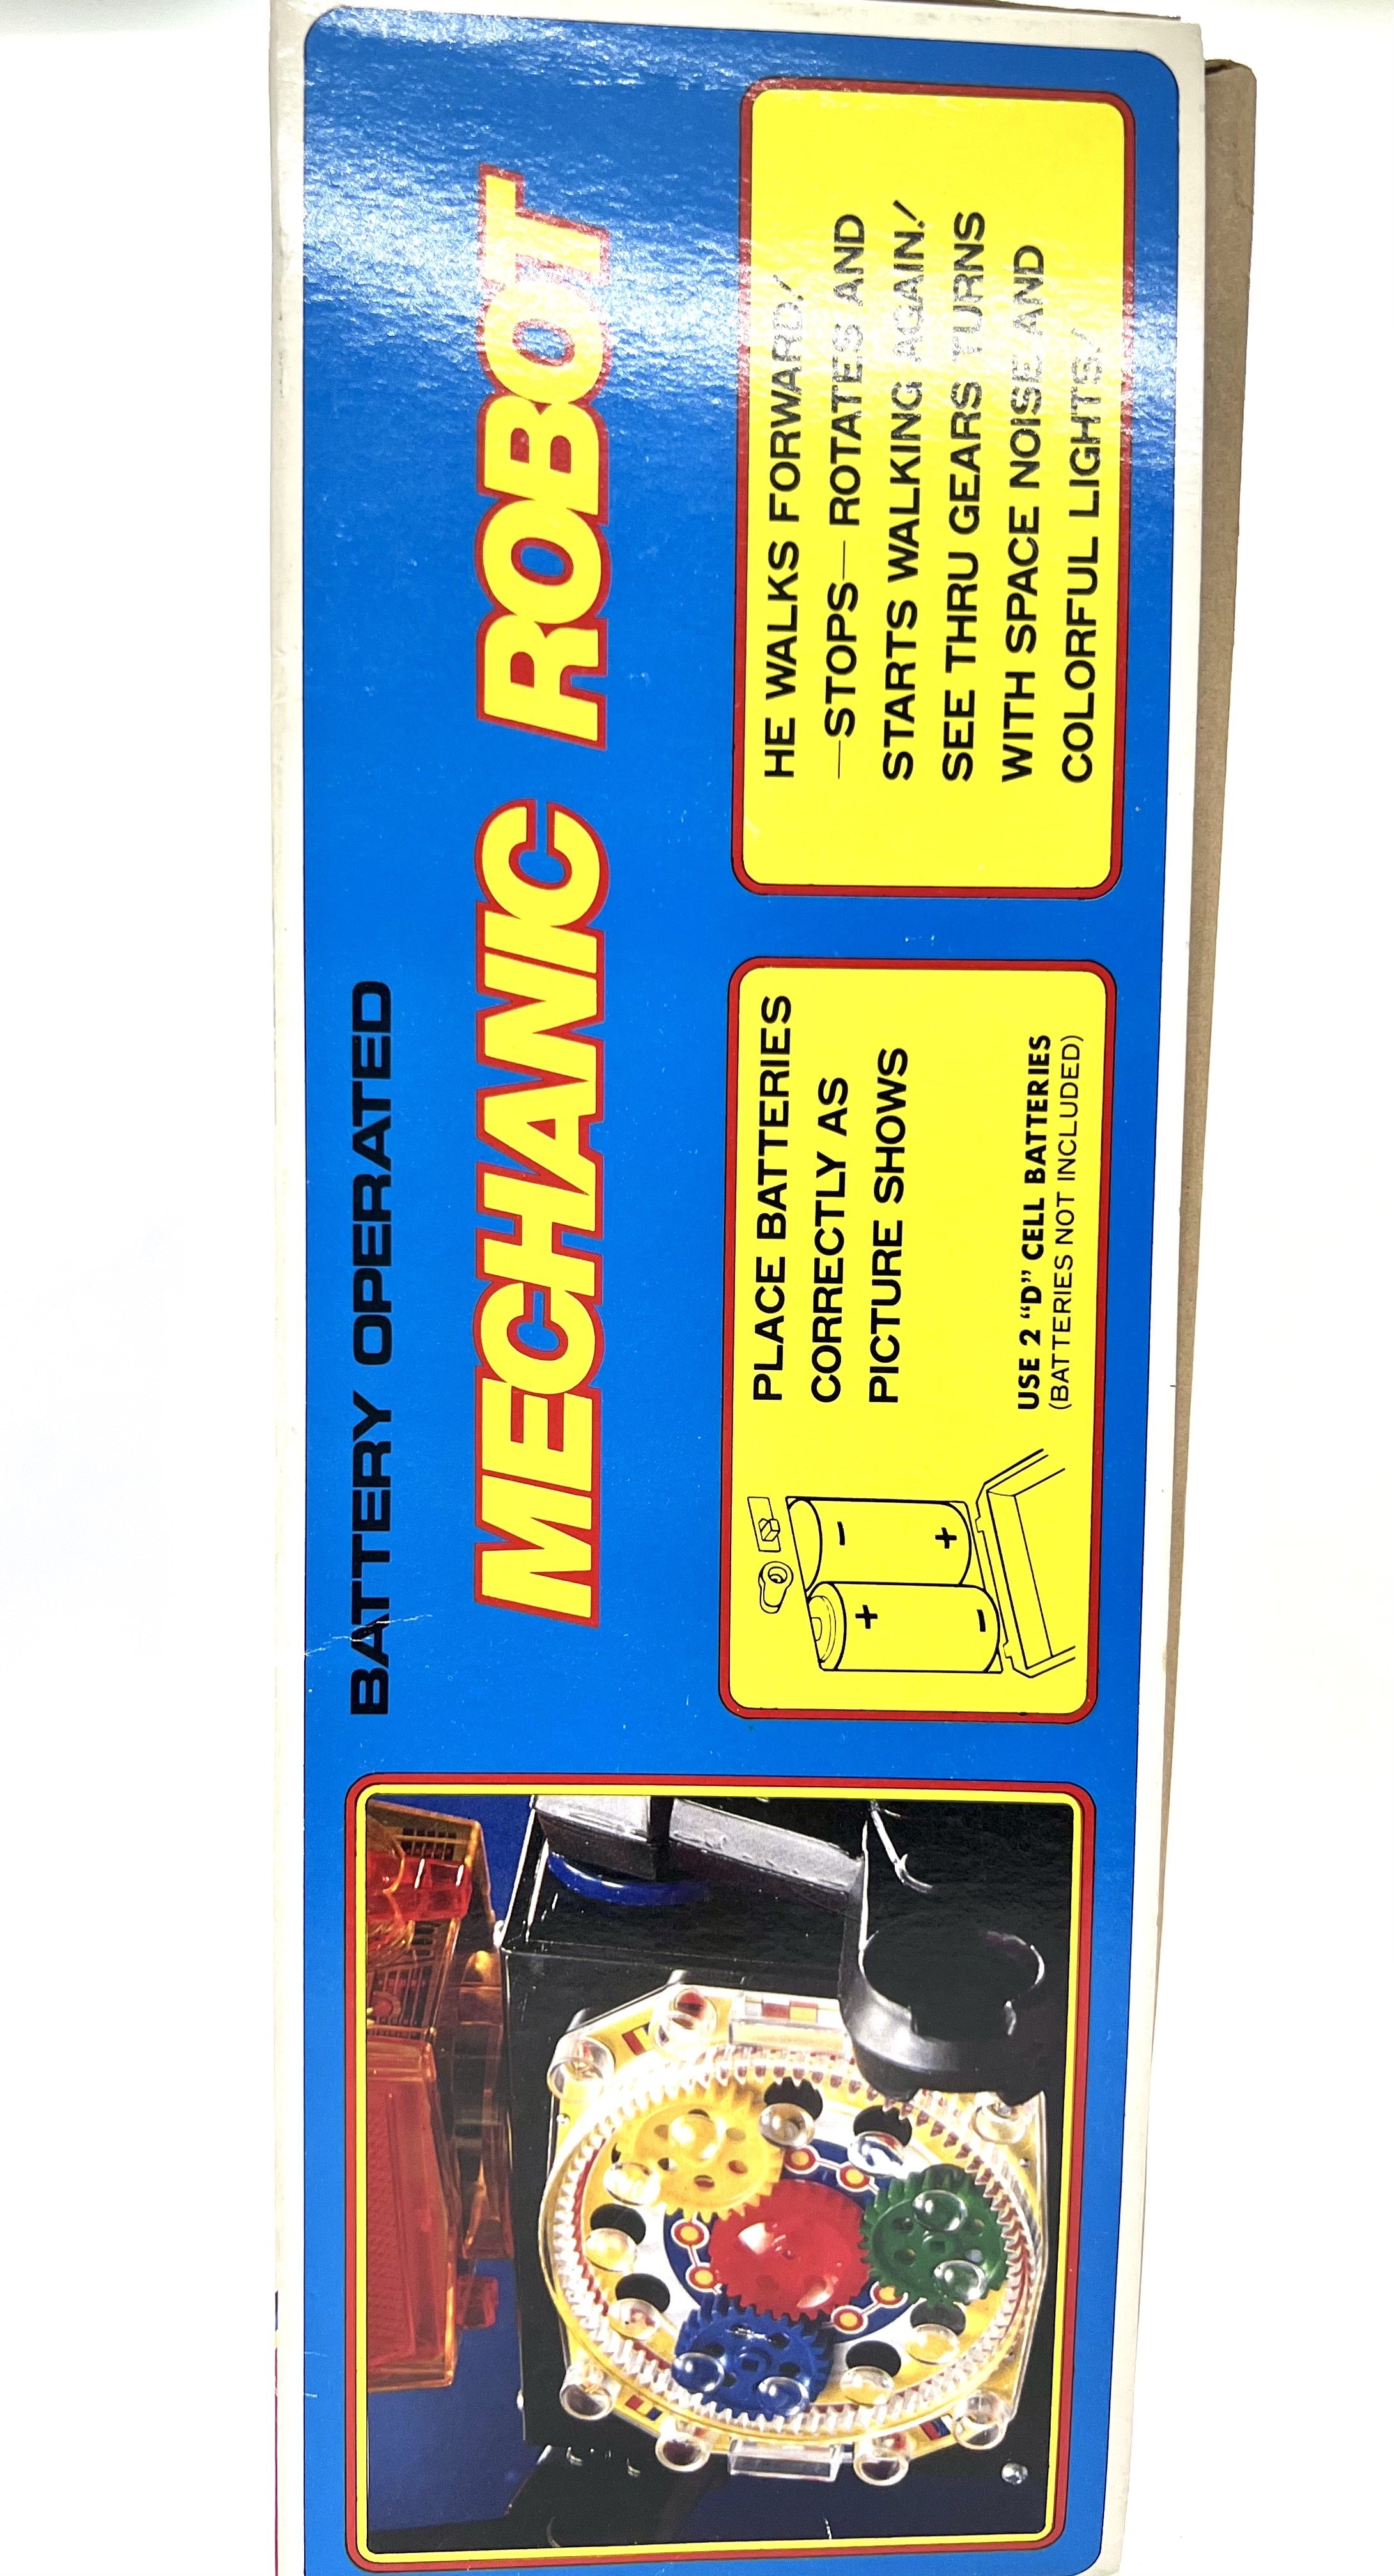 BATTERY OPERATED
MECHANIC ROBOT
PLACE BATTERIES
CORRECTLY AS
PICTURE SHOWS
USE 2 “D” CELL BATTERIES
(BATTERIES NOT INCLUDED)
- +
+ -
HE WALKS FORWARD!
—STOPS— ROTATES AND
STARTS WALKING AGAIN!
SEE THRU GEARS TURNS
WITH SPACE NOISE AND
COLORFUL LIGHTS!